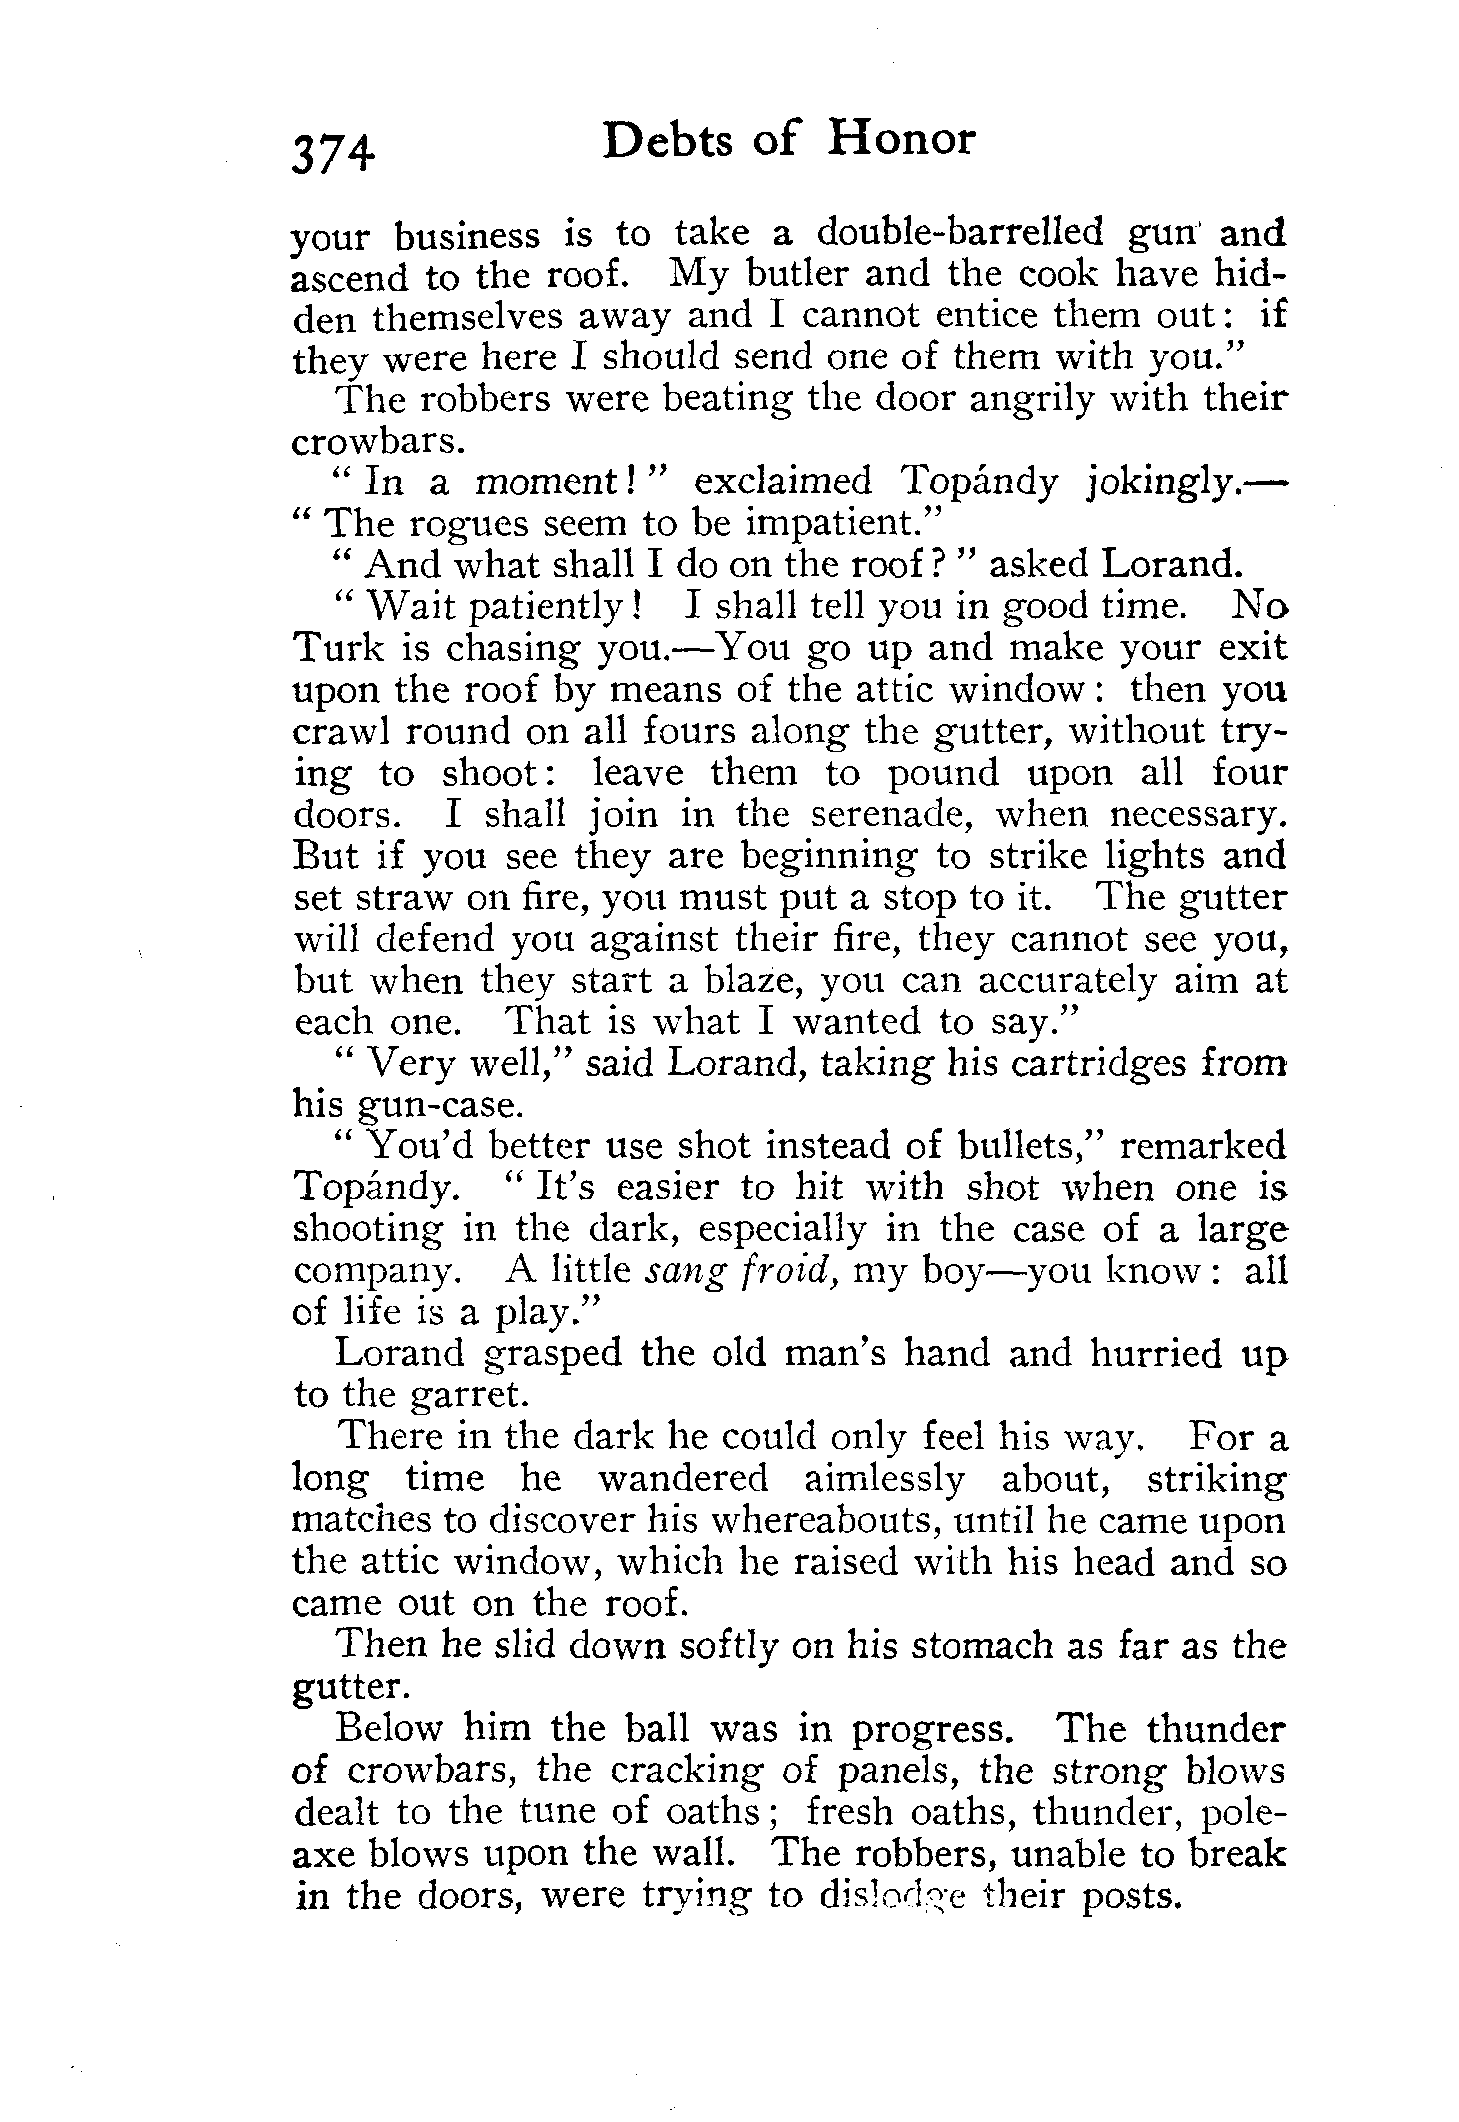 374 Debts of Honor
your business is to take a double-barrelled gun and
ascend to the roof. My butler and the cook have hid-
den themselves away and I cannot entice them out: if
they were here I should send one of them with you."
The robbers were beating the door angrily with their
crowbars.
"In a moment!" exclaimed Topándy jokingly.—
"The rogues seem to be impatient."
"And what shall I do on the roof?" asked Lorand.
"Wait patiently! I shall tell you in good time. No
Turk is chasing you.—You go up and make your exit
upon the roof by means of the attic window: then you
crawl round on all fours along the gutter, without try-
ing to shoot: leave them to pound upon all four
doors. I shall join in the serenade, when necessary.
But if you see they are beginning to strike lights and
set straw on fire, you must put a stop to it. The gutter
will defend you against their fire, they cannot see you,
but when they start a blaze, you can accurately aim at
each one. That is what I wanted to say."
"Very well," said Lorand, taking his cartridges from
his gun-case.
"You'd better use shot instead of bullets," remarked
Topándy. "It's easier to hit with shot when one is
shooting in the dark, especially in the case of a large
company. A little sang froid, my boy—you know: all
of life is a play."
Lorand grasped the old man's hand and hurried up
to the garret.
There in the dark he could only feel his way. For a
long time he wandered aimlessly about, striking
matches to discover his whereabouts, until he came upon
the attic window, which he raised with his head and so
came out on the roof.
Then he slid down softly on his stomach as far as the
gutter.
Below him the ball was in progress. The thunder
of crowbars, the cracking of panels, the strong blows
dealt to the tune of oaths; fresh oaths, thunder, pole-
axe blows upon the wall. The robbers, unable to break
in the doors, were trying to dislodge their posts.